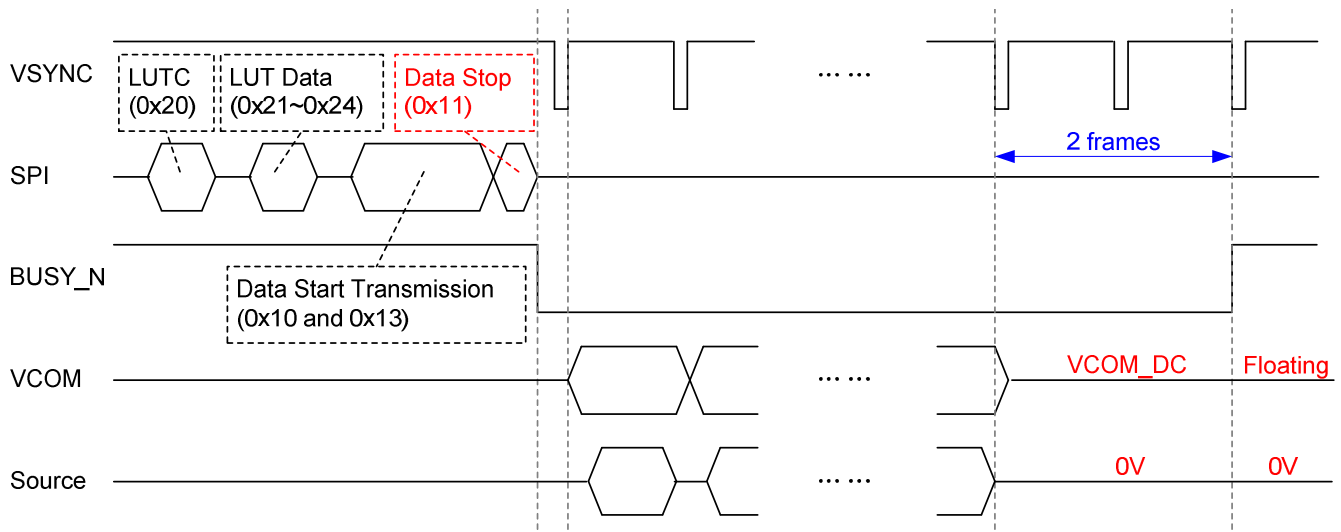 VSYNC
LUTC
(0x20)
LUT Data
(0x21~0x24)
Data Stop
(0x11)
... ...
2 frames
SPI
BUSY_N
Data Start Transmission
(0x10 and 0x13)
VCOM
... ...
VCOM_DC
Floating
Source
... ...
0V
0V